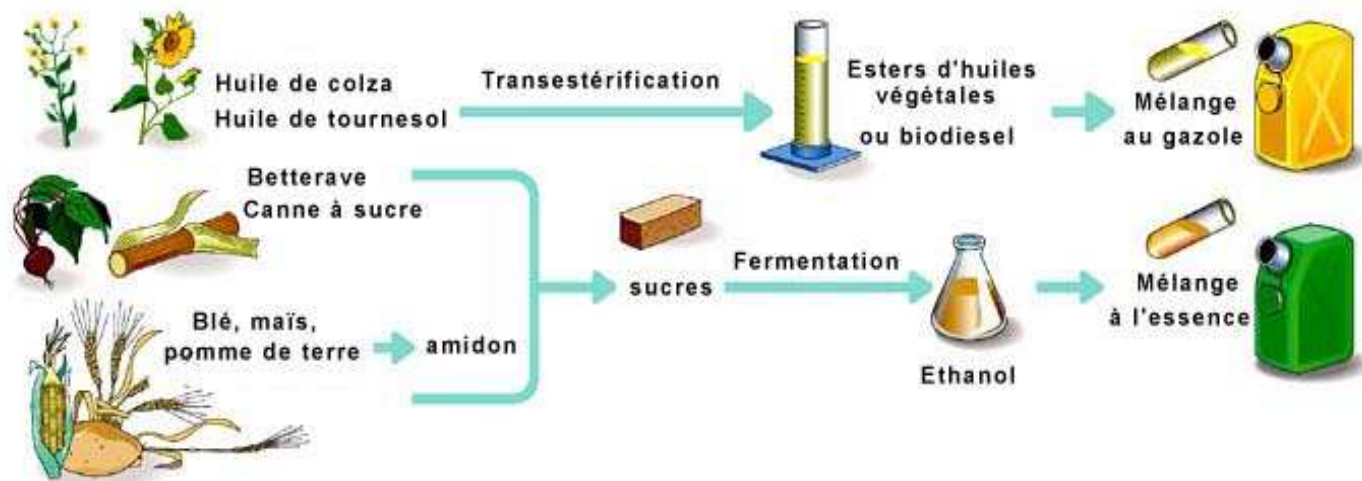 Huile de colza
Huile de tournesol
Transestérification
Esters d'huiles
végétales
ou biodiesel
Mélange
au gazole
Betterave
Canne à sucre
Blé, maïs,
pomme de terre
amidon
sucres
Fermentation
Ethanol
Mélange
à l'essence